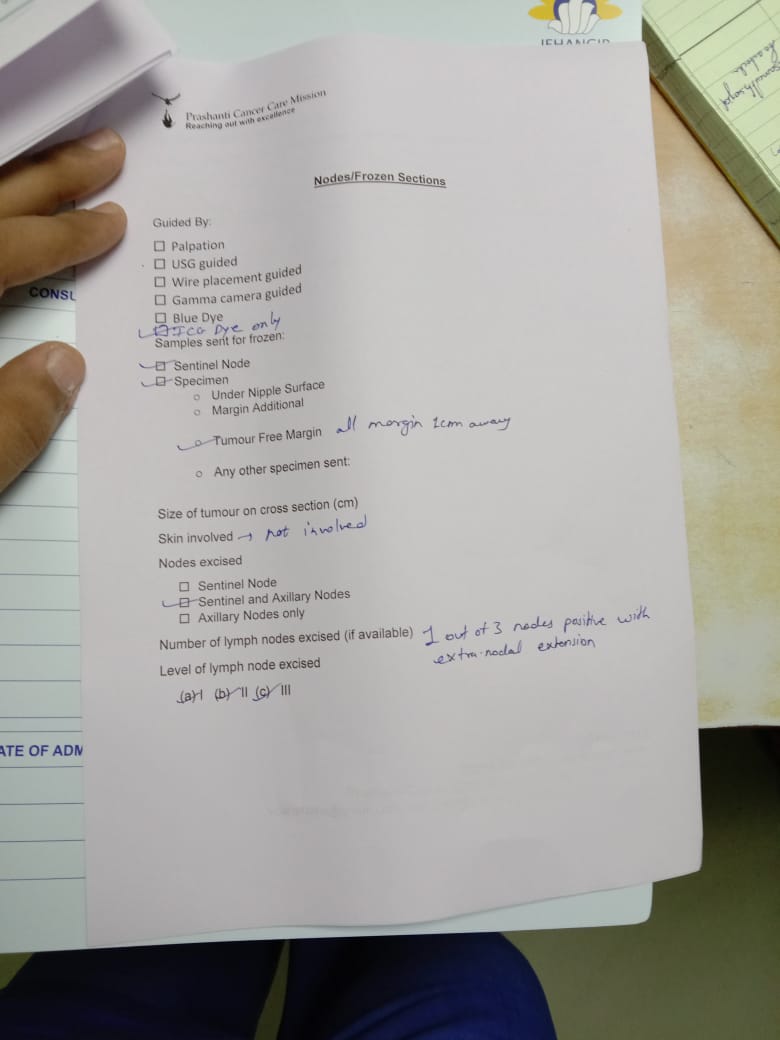 JEHANGIR
Prashanti Cancer Care Mission
Reaching out with excellence
Nodes/Frozen Sections
Guided By:
☐ Palpation
☐ USG guided
☐ Wire placement guided
☐ Gamma camera guided
☐ Blue Dye
ICG Dye only
Samples sent for frozen:
☑ Sentinel Node
☑ Specimen
○ Under Nipple Surface
○ Margin Additional
○ Tumour Free Margin all margin 1cm away
○ Any other specimen sent:
Size of tumour on cross section (cm)
Skin involved → not involved
Nodes excised
☐ Sentinel Node
☑ Sentinel and Axillary Nodes
☐ Axillary Nodes only
Number of lymph nodes excised (if available) 1 out of 3 nodes positive with
extra-nodal extension
Level of lymph node excised
(a) I (b) II (c) III
CONSU
ATE OF ADM